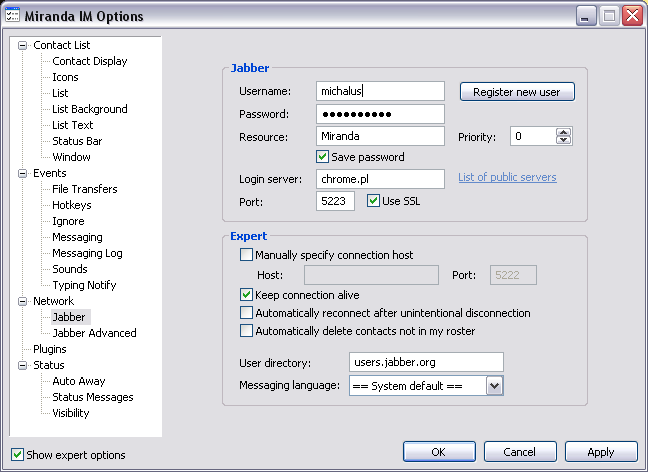 Miranda IM Options
Contact List
Contact Display
Icons
List
List Background
List Text
Status Bar
Window
Events
File Transfers
Hotkeys
Ignore
Messaging
Messaging Log
Sounds
Typing Notify
Network
Jabber
Jabber Advanced
Plugins
Status
Auto Away
Status Messages
Visibility
Show expert options
Jabber
Username: michalus Register new user
Password: ●●●●●●●●●●
Resource: Miranda Priority: 0
Save password
Login server: chrome.pl List of public servers
Port: 5223 Use SSL
Expert
Manually specify connection host
Host: Port: 5222
Keep connection alive
Automatically reconnect after unintentional disconnection
Automatically delete contacts not in my roster
User directory: users.jabber.org
Messaging language: == System default ==
OK Cancel Apply